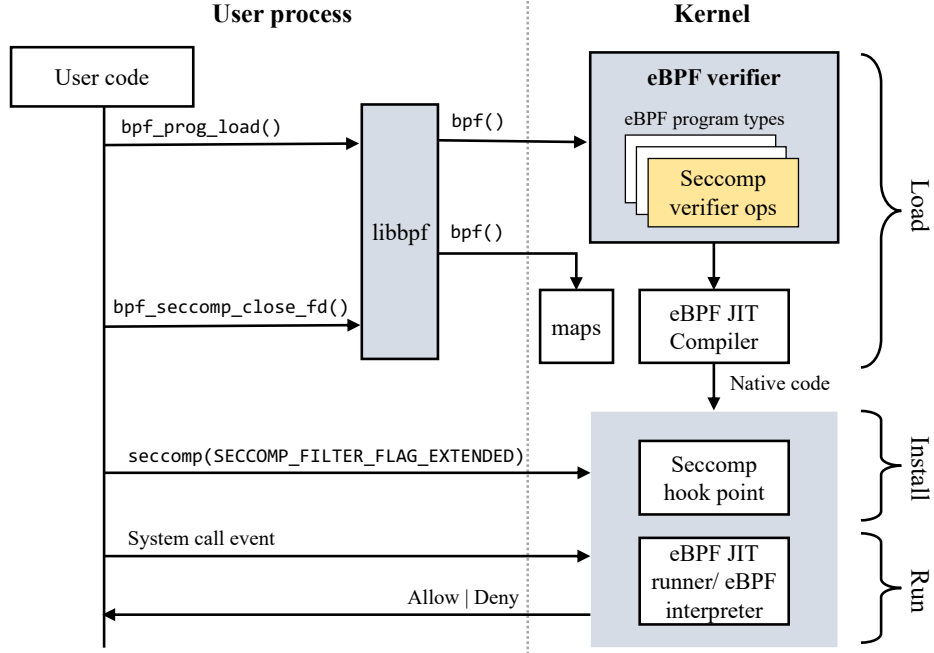 User process
Kernel
User code
eBPF verifier
bpf_prog_load()
bpf()
eBPF program types
Seccomp
verifier ops
Load
libbpf
bpf()
bpf_seccomp_close_fd()
maps
eBPF JIT
Compiler
Native code
seccomp(SECCOMP_FILTER_FLAG_EXTENDED)
Seccomp
hook point
Install
System call event
eBPF JIT
runner/ eBPF
interpreter
Allow | Deny
Run